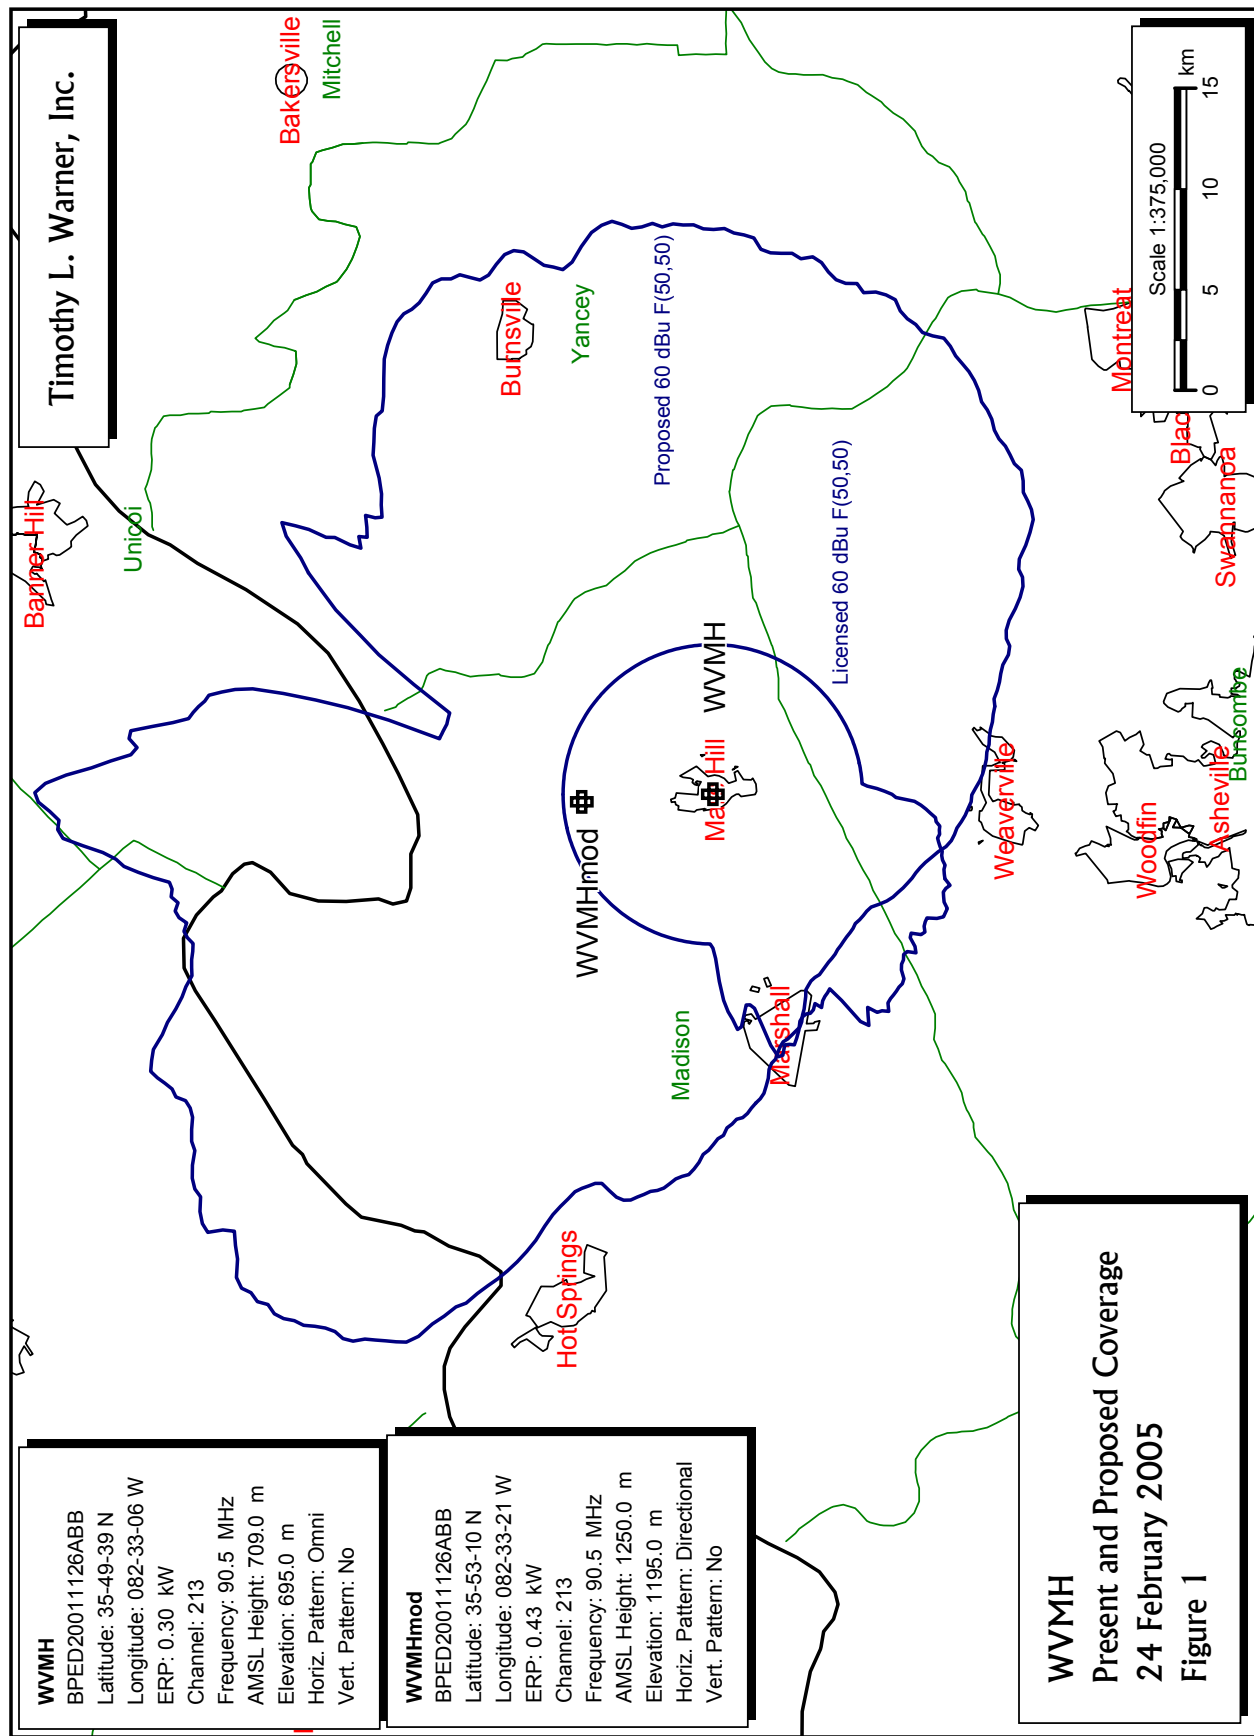 Timothy L. Warner, Inc.
WVMH
BPED20011126ABB
Latitude: 35-49-39 N
Longitude: 082-33-06 W
ERP: 0.30 kW
Channel: 213
Frequency: 90.5 MHz
AMSL Height: 709.0 m
Elevation: 695.0 m
Horiz. Pattern: Omni
Vert. Pattern: No
WVMHmod
BPED20011126ABB
Latitude: 35-53-10 N
Longitude: 082-33-21 W
ERP: 0.43 kW
Channel: 213
Frequency: 90.5 MHz
AMSL Height: 1250.0 m
Elevation: 1195.0 m
Horiz. Pattern: Directional
Vert. Pattern: No
Banner Hill
Unicoi
Bakersville
Mitchell
Burnsville
Yancey
Hot Springs
WVMHmod
Proposed 60 dBu F(50,50)
Madison
Hill
WVMH
Marshall
Licensed 60 dBu F(50,50)
Weaverville
Montreat
Woodfin
Blac
Asheville
Buncombe
Swannanoa
Scale 1:375,000
0 5 10 15
km
WVMH
Present and Proposed Coverage
24 February 2005
Figure 1